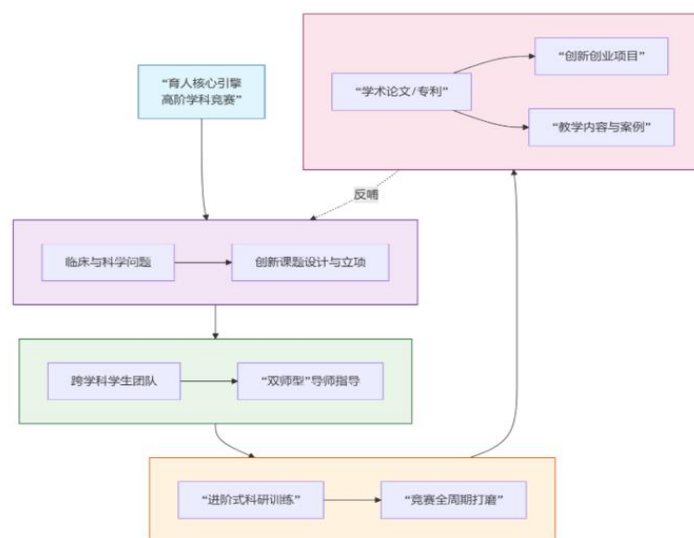 “育人核心引擎
高阶学科竞赛”
“学术论文/专利”
“创新创业项目”
“教学内容与案例”
反哺
临床与科学问题
创新课题设计与立项
跨学科学生团队
“双师型”导师指导
“进阶式科研训练”
“竞赛全周期打磨”